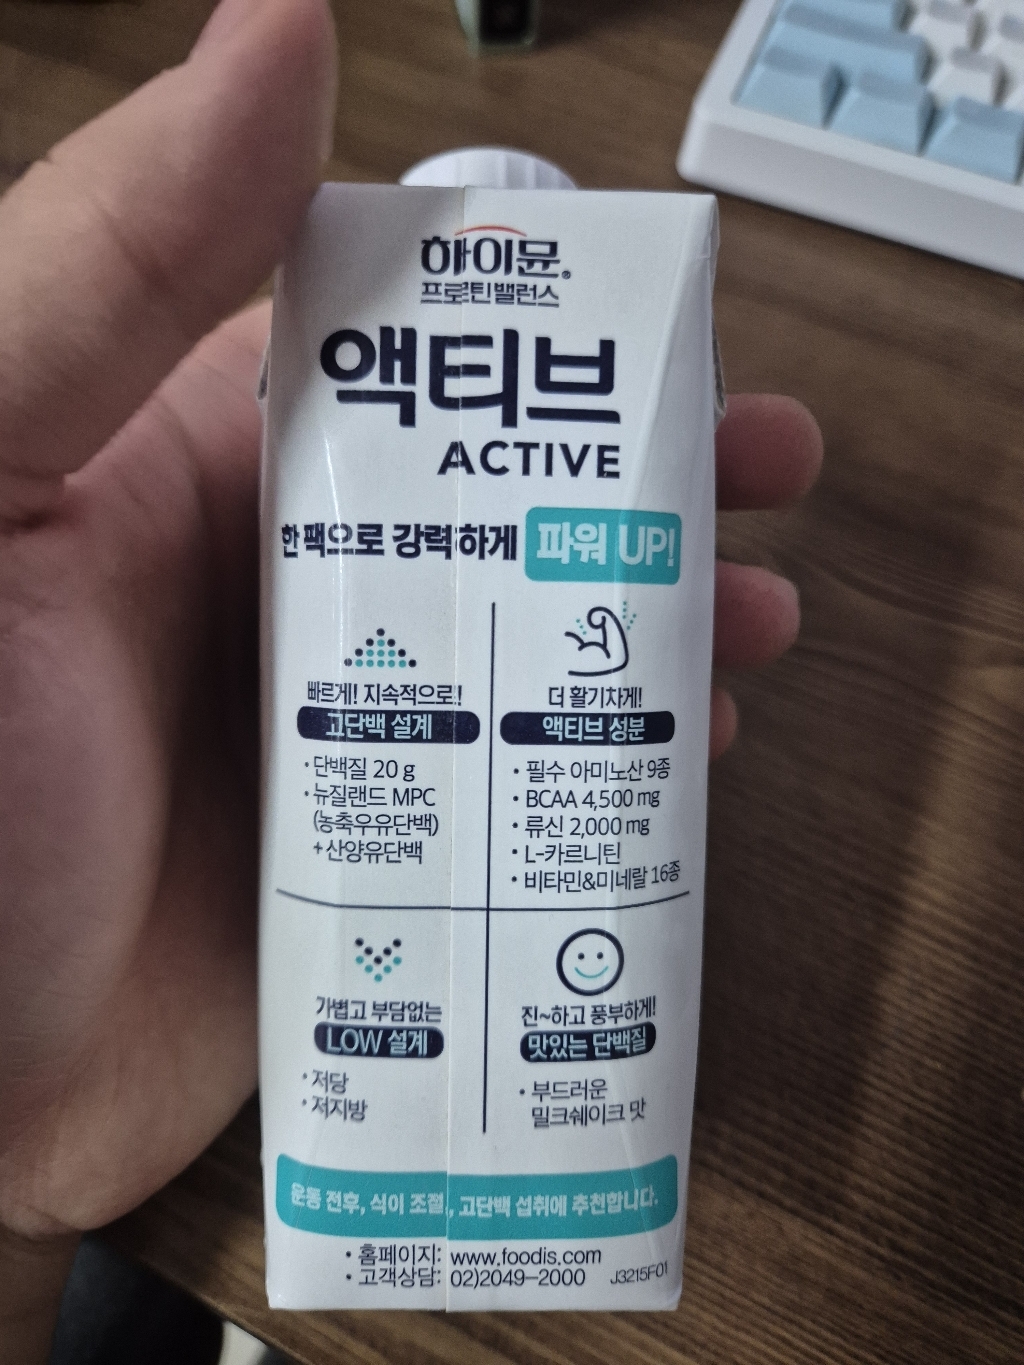 하이뮨®
프로틴밸런스
액티브
ACTIVE
한 팩으로 강력하게 파워 UP!
빠르게! 지속적으로!
고단백 설계
• 단백질 20 g
• 뉴질랜드 MPC
(농축우유단백)
+ 산양유단백
더 활기차게!
액티브 성분
• 필수 아미노산 9종
• BCAA 4,500 mg
• 류신 2,000 mg
• L-카르니틴
• 비타민&미네랄 16종
가볍고 부담없는
LOW 설계
• 저당
• 저지방
진~하고 풍부하게!
맛있는 단백질
• 부드러운
밀크쉐이크 맛
운동 전후, 식이 조절, 고단백 섭취에 추천합니다.
• 홈페이지: www.foodis.com
• 고객상담: 02)2049-2000 J3215F01